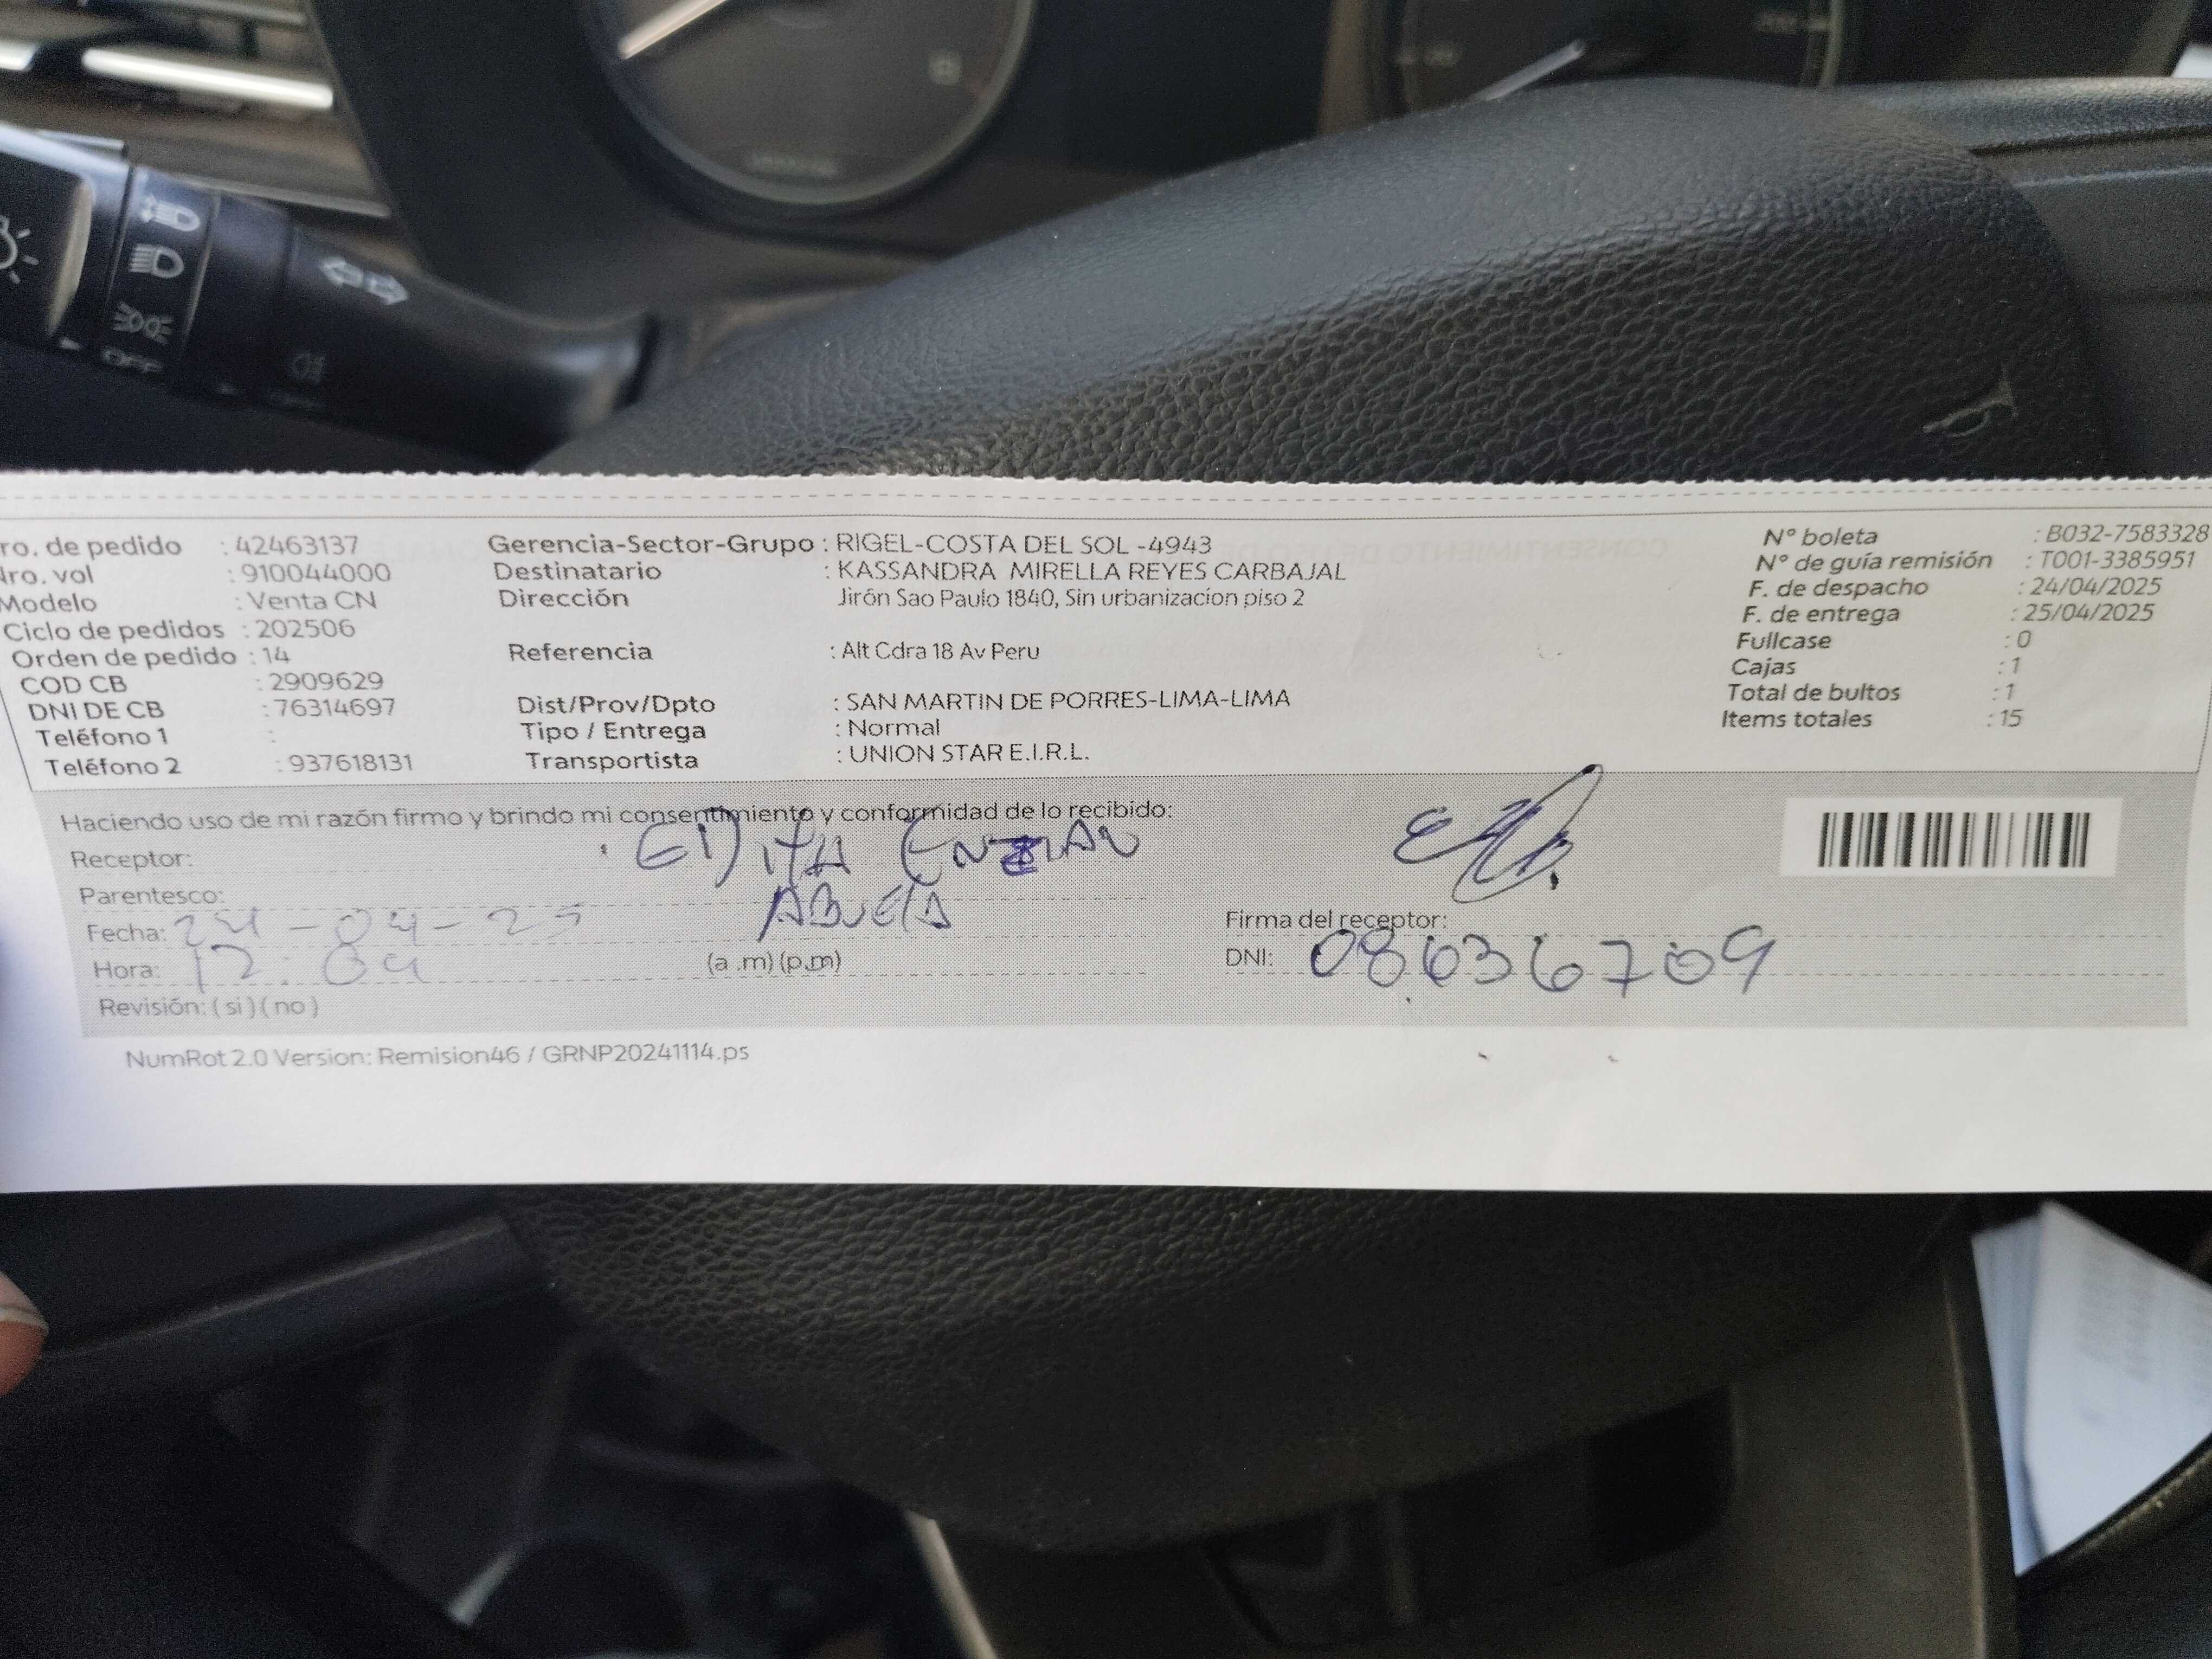 ro. de pedido : 42463137
Nro. vol : 910044000
Modelo : Venta CN
Ciclo de pedidos : 202506
Orden de pedido : 14
COD CB : 2909629
DNI DE CB : 76314697
Teléfono 1 :
Teléfono 2 : 937618131
Gerencia-Sector-Grupo : RIGEL-COSTA DEL SOL -4943
Destinatario : KASSANDRA MIRELLA REYES CARBAJAL
Dirección Jirón Sao Paulo 1840, Sin urbanizacion piso 2
Referencia : Alt Cdra 18 Av Peru
Dist/Prov/Dpto : SAN MARTIN DE PORRES-LIMA-LIMA
Tipo / Entrega : Normal
Transportista : UNION STAR E.I.R.L.
N° boleta : B032-7583328
N° de guía remisión : T001-3385951
F. de despacho : 24/04/2025
F. de entrega : 25/04/2025
Fullcase : 0
Cajas : 1
Total de bultos : 1
Items totales : 15
Haciendo uso de mi razón firmo y brindo mi consentimiento y conformidad de lo recibido:
Receptor: EDITA
Parentesco: ABUELA
Fecha: 24-04-25
Hora: 12:09 (a.m) (p.m)
Revisión: ( si ) ( no )
Firma del receptor:
DNI: 08636709
NumRot 2.0 Version: Remision46 / GRNP20241114.ps
OFF